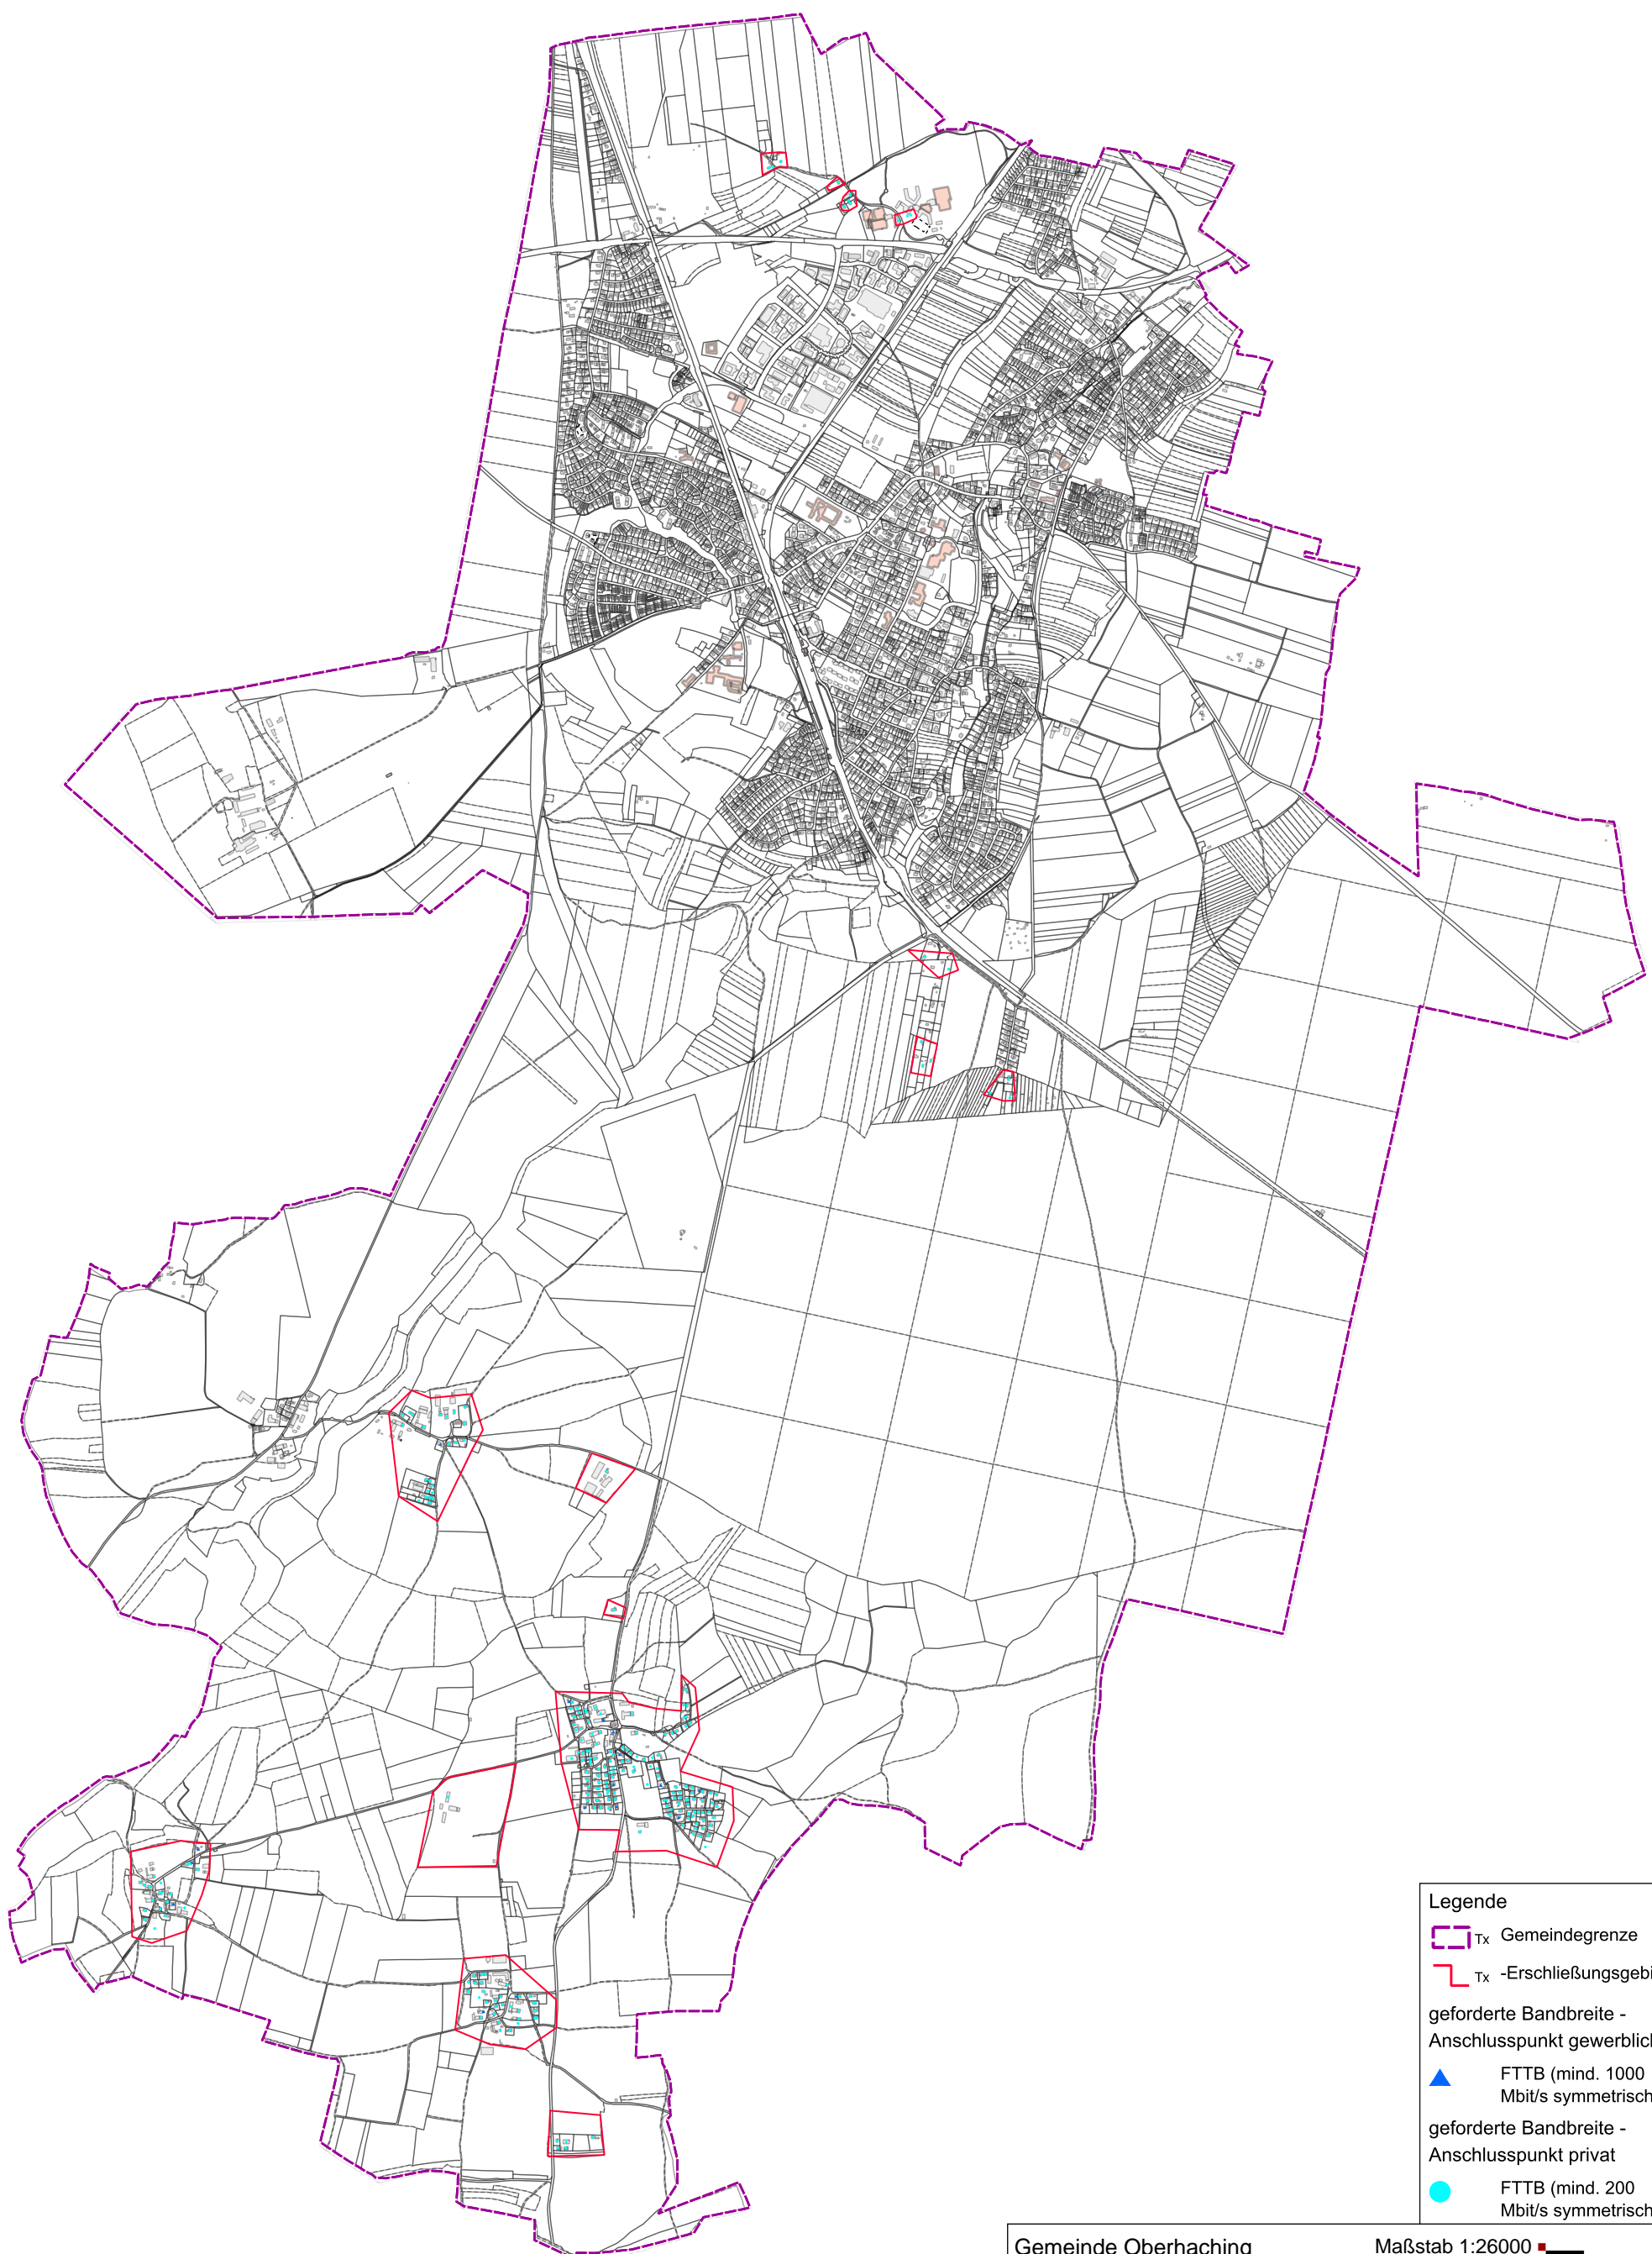 Legende
Tx Gemeindegrenze
Tx -Erschließungsgebi
geforderte Bandbreite -
Anschlusspunkt gewerblich
FTTB (mind. 1000
Mbit/s symmetrisch
geforderte Bandbreite -
Anschlusspunkt privat
FTTB (mind. 200
Mbit/s symmetrisch
Gemeinde Oberhaching Maßstab 1:26000